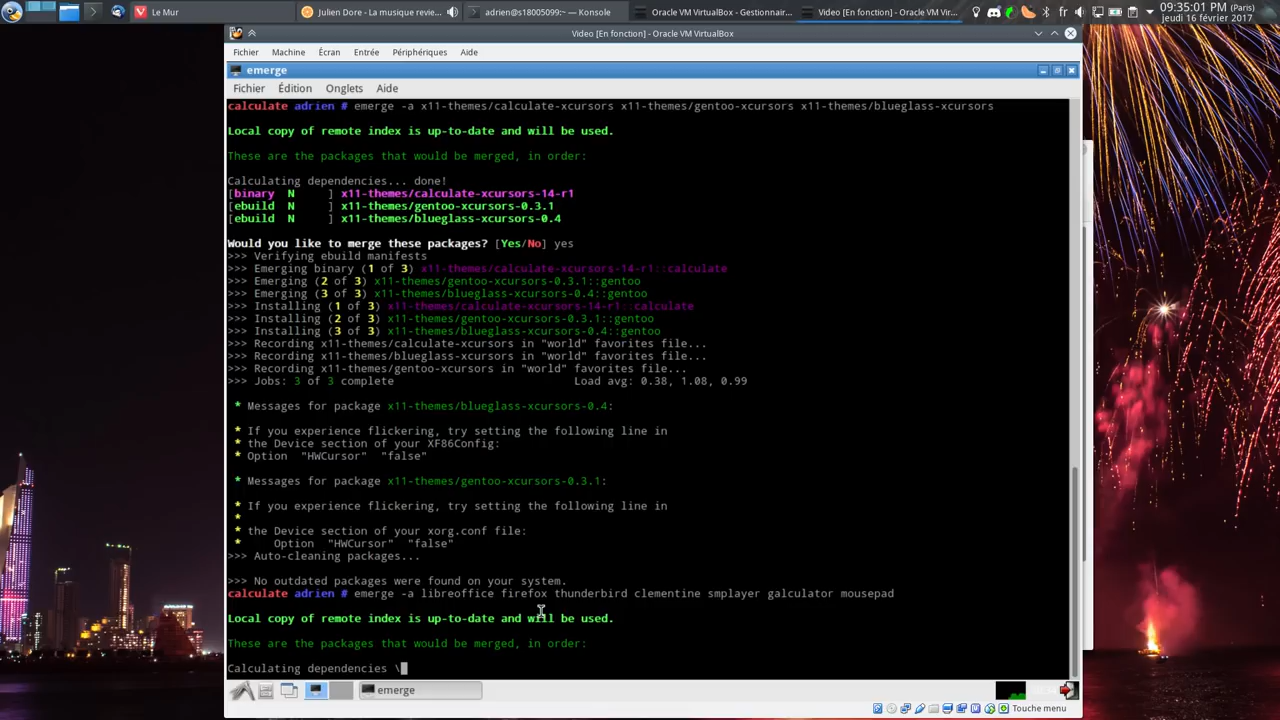 Le Mur
Julien Dore - La musique revie...
adrien@s18005099:~ — Konsole
Oracle VM VirtualBox - Gestionnair...
Video [En fonction] - Oracle VM Vir...
fr
09:35:01 PM (Paris)
jeudi 16 février 2017
Video [En fonction] - Oracle VM VirtualBox
Fichier Machine Écran Entrée Périphériques Aide
emerge
Fichier Édition Onglets Aide
calculate adrien # emerge -a x11-themes/calculate-xcursors x11-themes/gentoo-xcursors x11-themes/blueglass-xcursors
Local copy of remote index is up-to-date and will be used.
These are the packages that would be merged, in order:
Calculating dependencies... done!
[binary  N     ] x11-themes/calculate-xcursors-14-r1
[ebuild  N     ] x11-themes/gentoo-xcursors-0.3.1
[ebuild  N     ] x11-themes/blueglass-xcursors-0.4
Would you like to merge these packages? [Yes/No] yes
>>> Verifying ebuild manifests
>>> Emerging binary (1 of 3) x11-themes/calculate-xcursors-14-r1::calculate
>>> Emerging (2 of 3) x11-themes/gentoo-xcursors-0.3.1::gentoo
>>> Emerging (3 of 3) x11-themes/blueglass-xcursors-0.4::gentoo
>>> Installing (1 of 3) x11-themes/calculate-xcursors-14-r1::calculate
>>> Installing (2 of 3) x11-themes/gentoo-xcursors-0.3.1::gentoo
>>> Installing (3 of 3) x11-themes/blueglass-xcursors-0.4::gentoo
>>> Recording x11-themes/calculate-xcursors in "world" favorites file...
>>> Recording x11-themes/blueglass-xcursors in "world" favorites file...
>>> Recording x11-themes/gentoo-xcursors in "world" favorites file...
>>> Jobs: 3 of 3 complete                           Load avg: 0.38, 1.08, 0.99
 * Messages for package x11-themes/blueglass-xcursors-0.4:
 * If you experience flickering, try setting the following line in
 * the Device section of your XF86Config:
 * Option  "HWCursor"  "false"
 * Messages for package x11-themes/gentoo-xcursors-0.3.1:
 * If you experience flickering, try setting the following line in
 *
 * the Device section of your xorg.conf file:
 *     Option  "HWCursor"  "false"
>>> Auto-cleaning packages...
>>> No outdated packages were found on your system.
calculate adrien # emerge -a libreoffice firefox thunderbird clementine smplayer galculator mousepad
Local copy of remote index is up-to-date and will be used.
These are the packages that would be merged, in order:
Calculating dependencies \
emerge
Touche menu